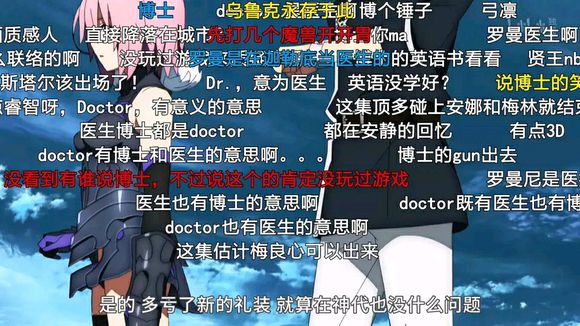 博士 d 乌鲁克永存于此 的博个锤子 弓凛
质感人 直接降落在城市 先打几个魔兽开开胃 你ma 罗曼医生啊
么联络的啊 没玩过游 罗曼是在迦勒底当医生的 的英语书看看 贤王nb
斯塔尔该出场了! Dr.,意为医生 英语没学好? 说博士的笑
睿智呀,Doctor,有意义的意思 这集顶多碰上安娜和梅林就结束
医生博士都是doctor 都在安静的回忆 有点3D
doctor有博士和医生的意思啊。。。 博士的gun出去
没看到有谁说博士,不过说这个的肯定没玩过游戏 罗曼尼是医
医生也有博士的意思啊 doctor既有医生也有博
doctor也有医生的意思啊
这集估计梅良心可以出来
是的 多亏了新的礼装 就算在神代也没什么问题